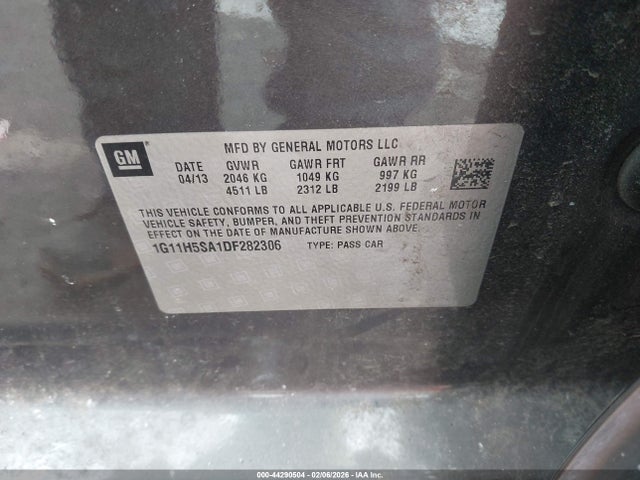 GM
MFD BY GENERAL MOTORS LLC
DATE GVWR GAWR FRT GAWR RR
04/13 2046 KG 1049 KG 997 KG
4511 LB 2312 LB 2199 LB
THIS VEHICLE CONFORMS TO ALL APPLICABLE U.S. FEDERAL MOTOR
VEHICLE SAFETY, BUMPER, AND THEFT PREVENTION STANDARDS IN
EFFECT ON THE DATE OF MANUFACTURE SHOWN ABOVE.
1G11H5SA1DF282306 TYPE: PASS CAR
000-44290504 - 02/06/2026 - IAAI.COM